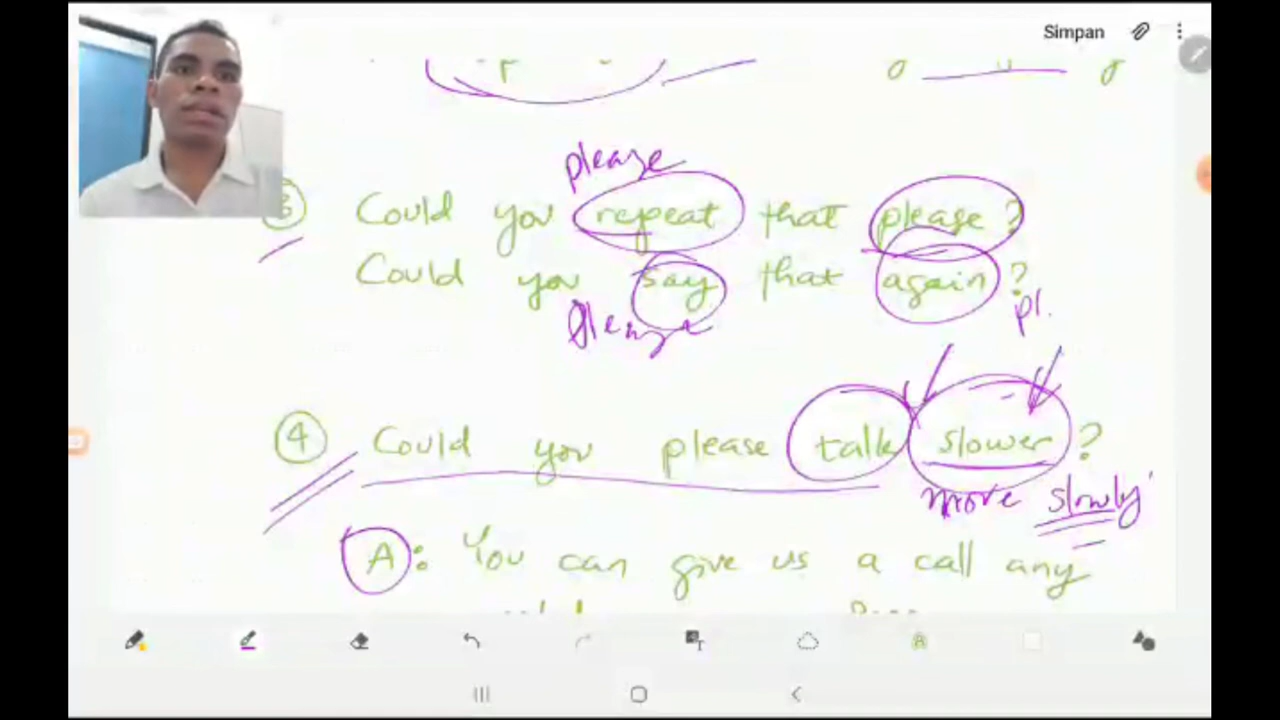 Simpan
please
3 Could you repeat that please?
Could you say that again?
please pl.
4 Could you please talk slower?
more slowly
A: You can give us a call any